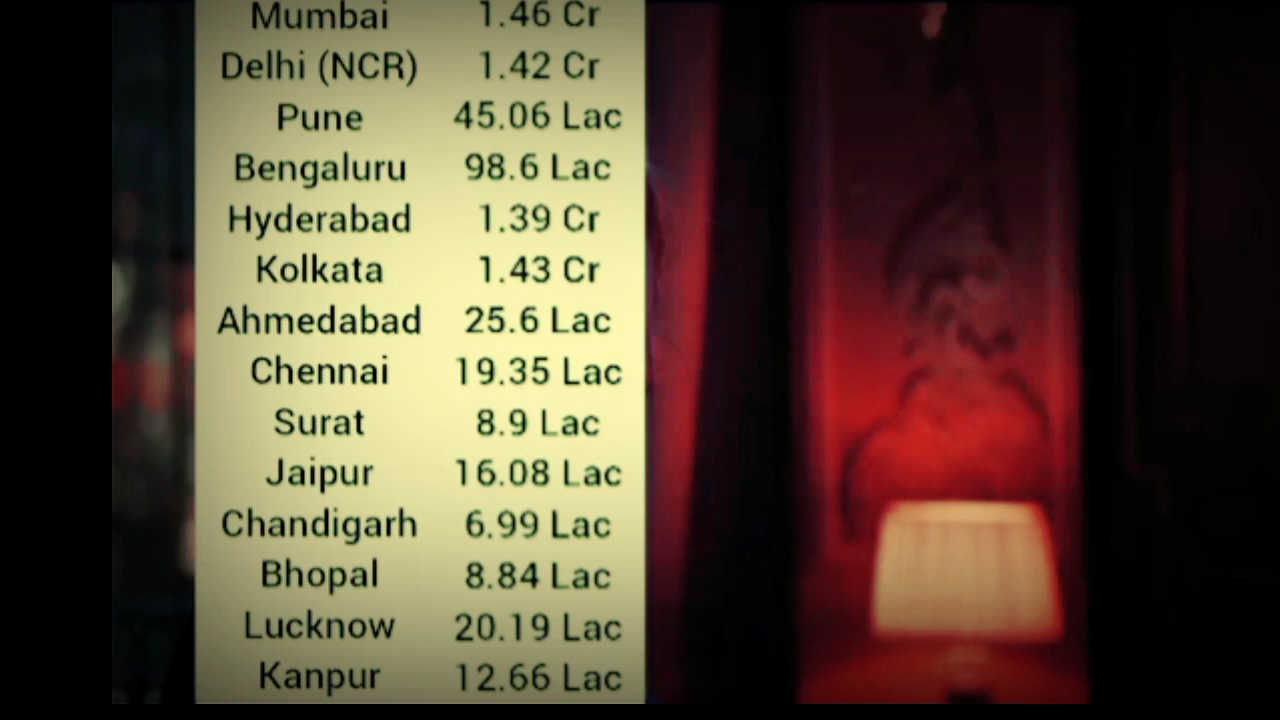 Mumbai 1.46 Cr
Delhi (NCR) 1.42 Cr
Pune 45.06 Lac
Bengaluru 98.6 Lac
Hyderabad 1.39 Cr
Kolkata 1.43 Cr
Ahmedabad 25.6 Lac
Chennai 19.35 Lac
Surat 8.9 Lac
Jaipur 16.08 Lac
Chandigarh 6.99 Lac
Bhopal 8.84 Lac
Lucknow 20.19 Lac
Kanpur 12.66 Lac